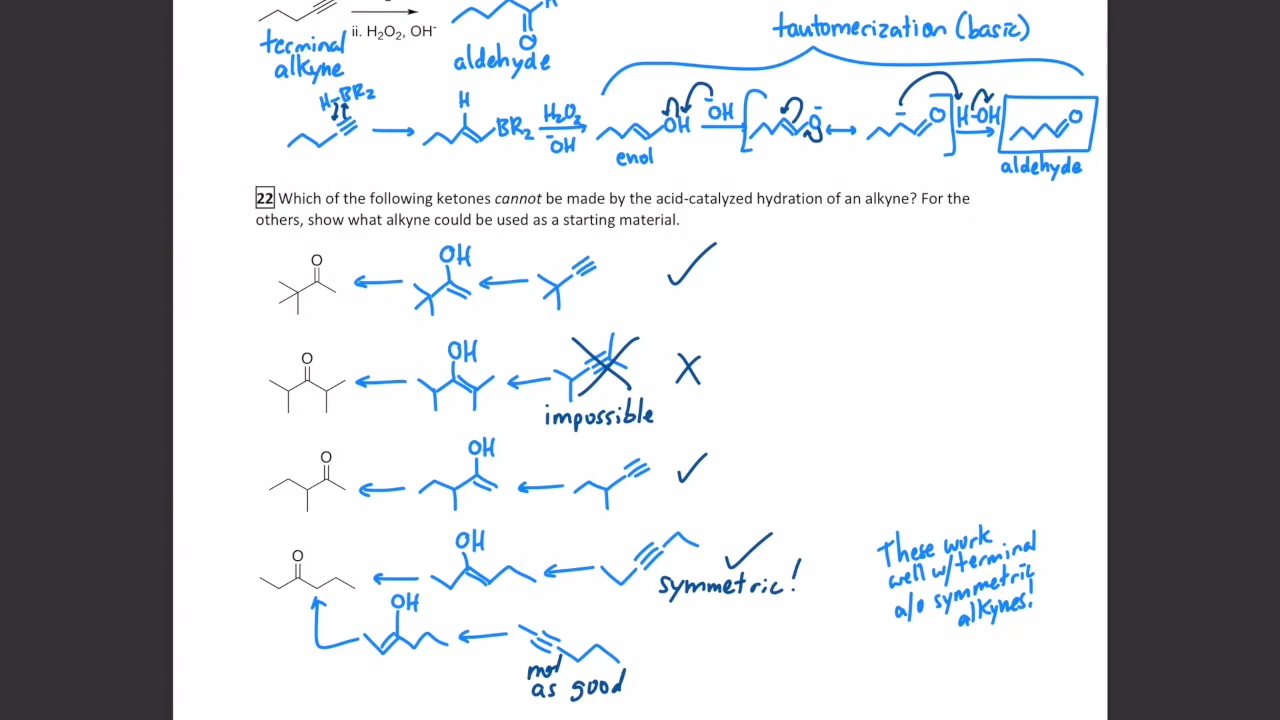 ii. H₂O₂, OH⁻
terminal
alkyne
O
aldehyde
tautomerization (basic)
H-BR₂
H
BR₂
H₂O₂
⁻OH
OH
enol
⁻OH
O⁻
O
H-OH
O
aldehyde
22 Which of the following ketones cannot be made by the acid-catalyzed hydration of an alkyne? For the
others, show what alkyne could be used as a starting material.
O
OH
O
OH
X
impossible
O
OH
O
OH
symmetric!
These work
well w/terminal
a/o symmetric
alkynes!
OH
not
as good